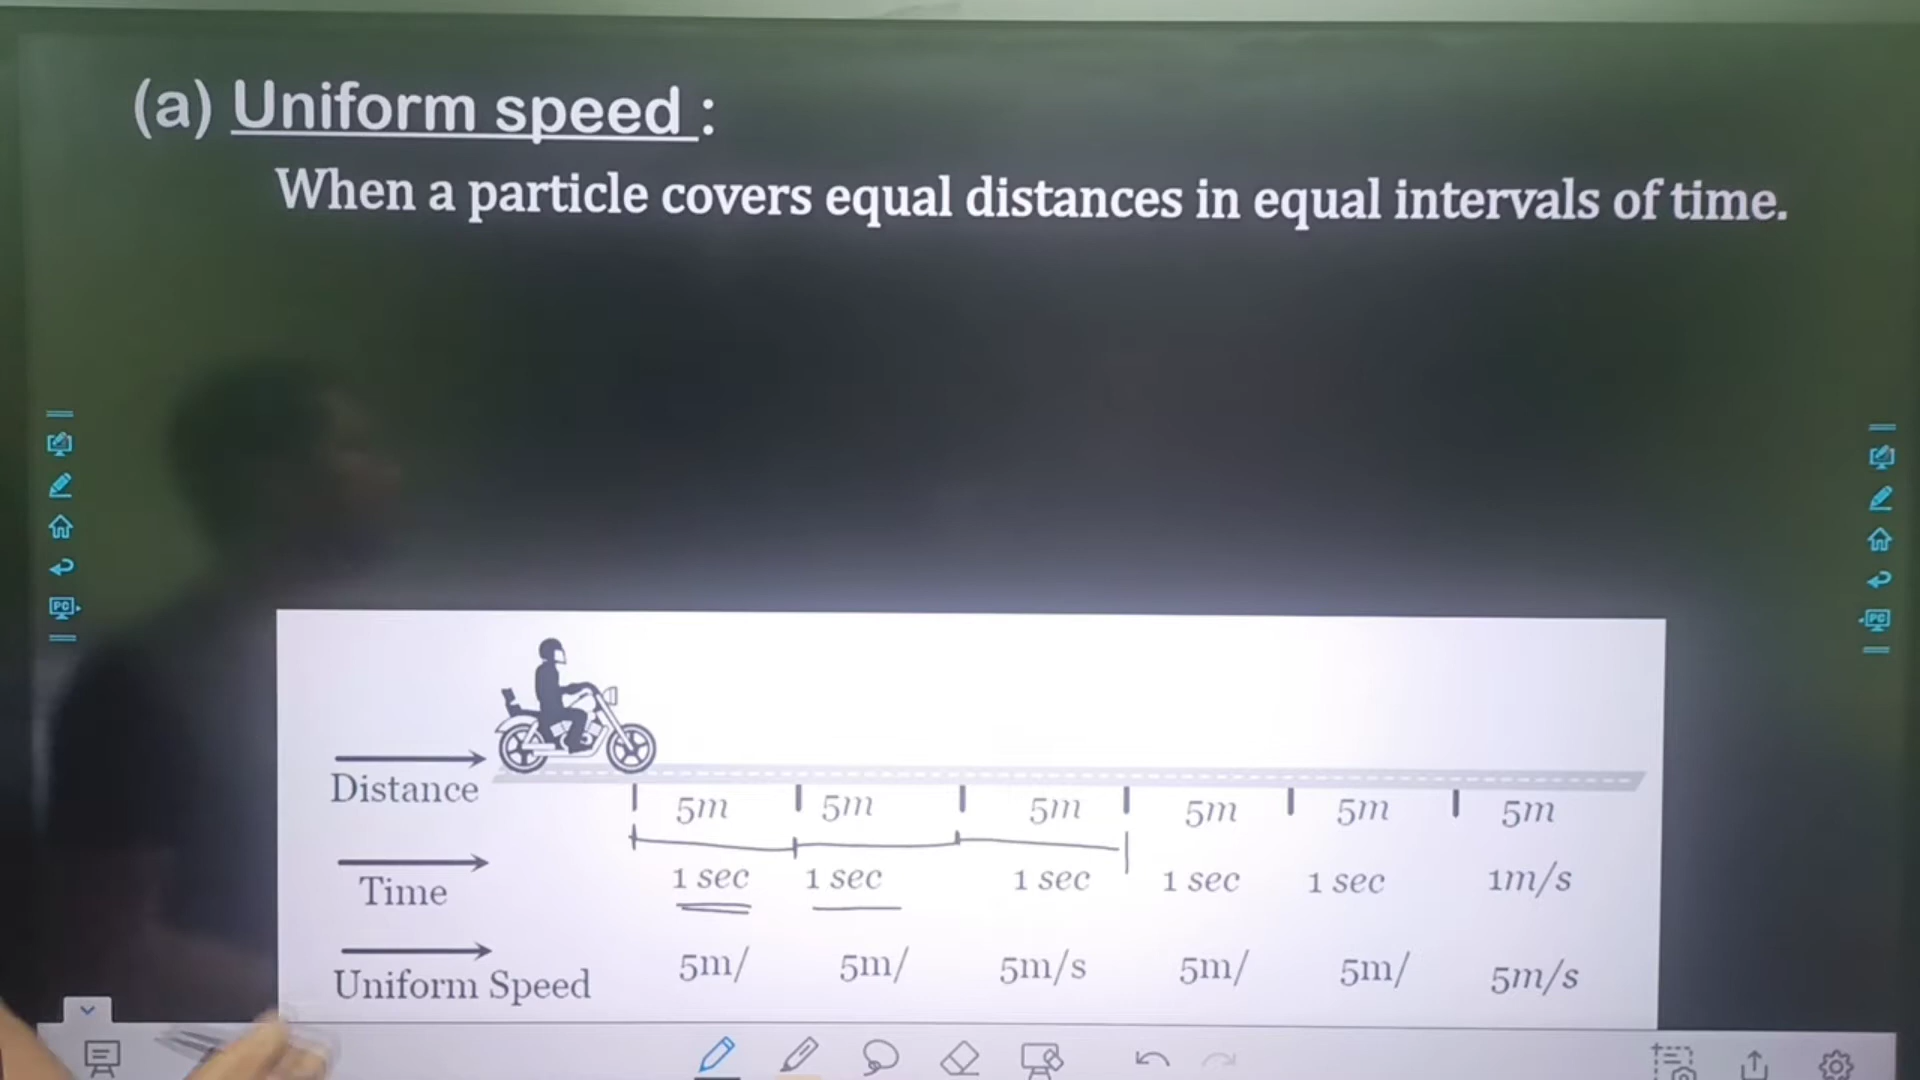 (a) Uniform speed :
When a particle covers equal distances in equal intervals of time.
Distance 5m 5m 5m 5m 5m 5m
Time 1 sec 1 sec 1 sec 1 sec 1 sec 1m/s
Uniform Speed 5m/ 5m/ 5m/s 5m/ 5m/ 5m/s
PC
PC